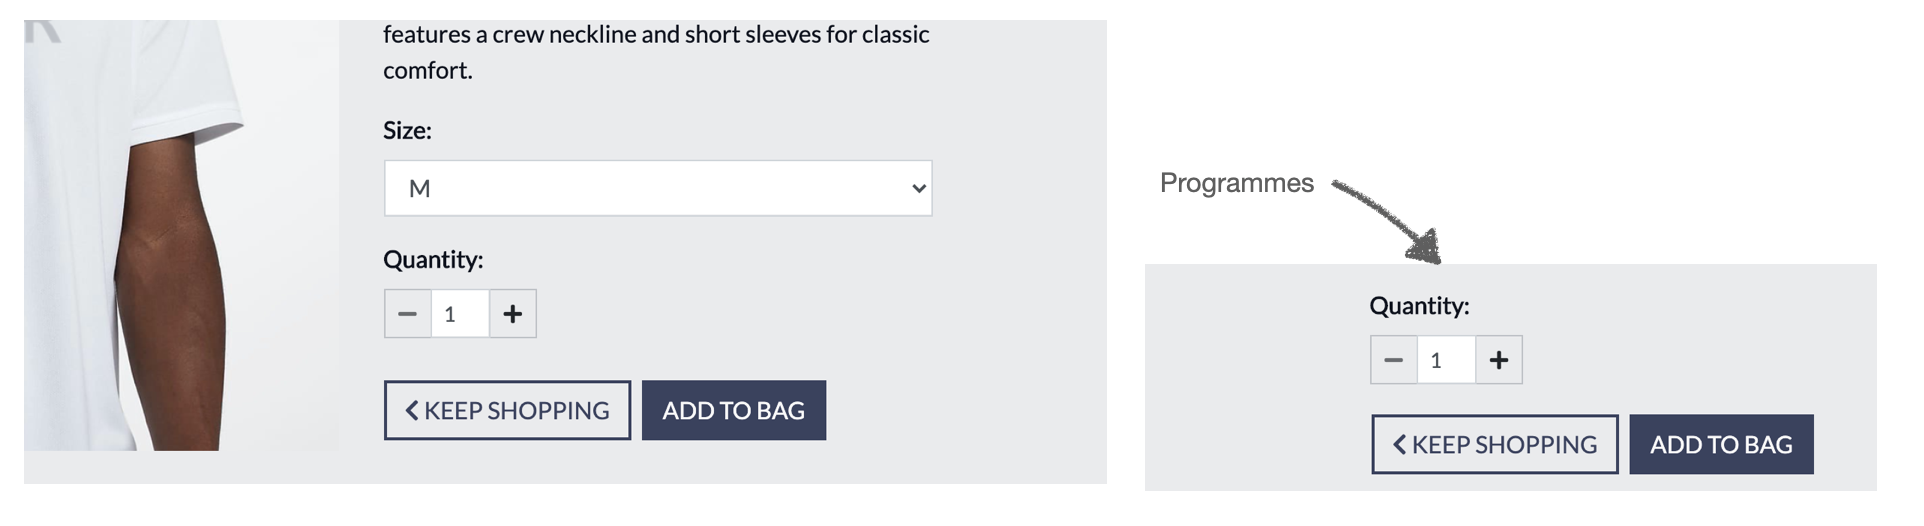 R
features a crew neckline and short sleeves for classic
comfort.
Size:
M
Quantity:
1
KEEP SHOPPING
ADD TO BAG
Programmes
Quantity:
1
KEEP SHOPPING
ADD TO BAG